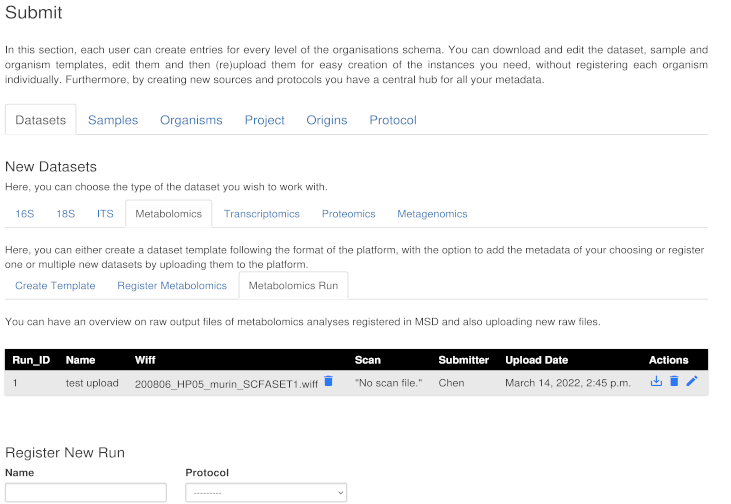 Submit
In this section, each user can create entries for every level of the organisations schema. You can download and edit the dataset, sample and
organism templates, edit them and then (re)upload them for easy creation of the instances you need, without registering each organism
individually. Furthermore, by creating new sources and protocols you have a central hub for all your metadata.
Datasets Samples Organisms Project Origins Protocol
New Datasets
Here, you can choose the type of the dataset you wish to work with.
16S 18S ITS Metabolomics Transcriptomics Proteomics Metagenomics
Here, you can either create a dataset template following the format of the platform, with the option to add the metadata of your choosing or register
one or multiple new datasets by uploading them to the platform.
Create Template Register Metabolomics Metabolomics Run
You can have an overview on raw output files of metabolomics analyses registered in MSD and also uploading new raw files.
Run_ID Name Wiff Scan Submitter Upload Date Actions
1 test upload 200806_HP05_murin_SCFASET1.wiff "No scan file." Chen March 14, 2022, 2:45 p.m.
Register New Run
Name Protocol
---------